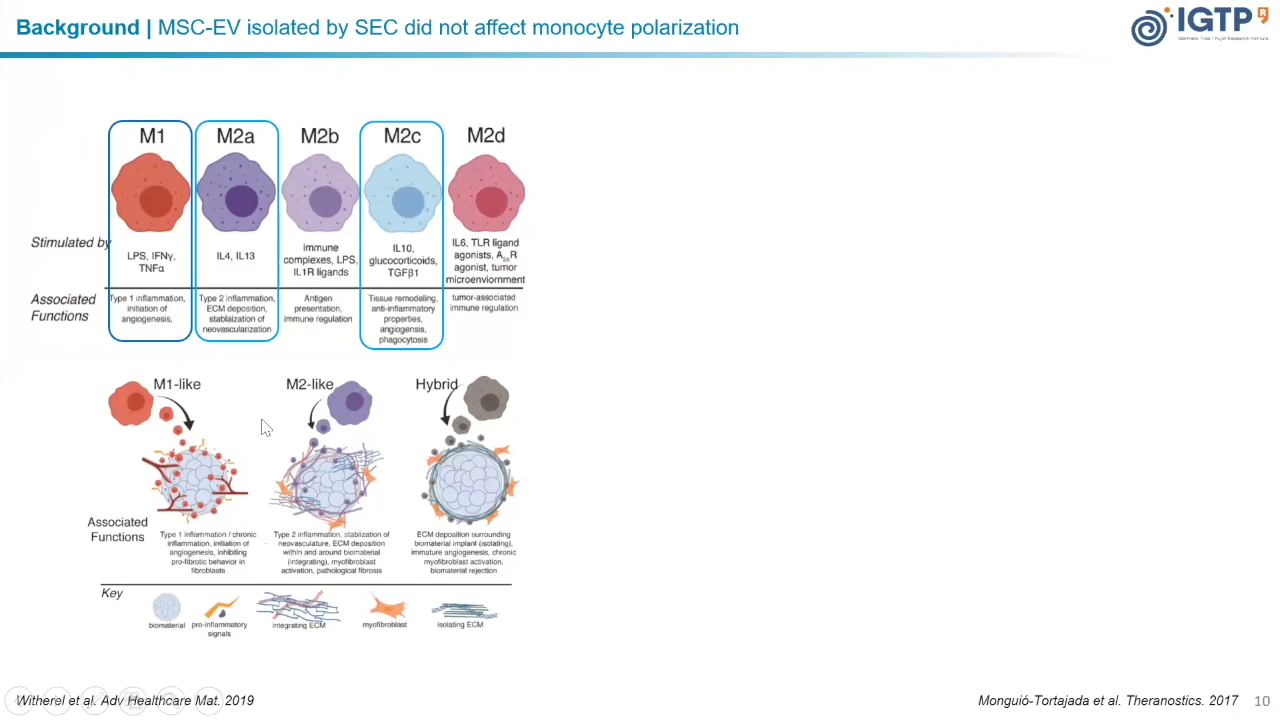 Background | MSC-EV isolated by SEC did not affect monocyte polarization
IGTP
Germans Trias i Pujol Research Institute
M1
M2a
M2b
M2c
M2d
Stimulated by
LPS, IFNγ,
TNFα
IL4, IL13
immune
complexes, LPS,
IL1R ligands
IL10,
glucocorticoids,
TGFβ1
IL6, TLR ligand
agonists, A2AR
agonist, tumor
microenviornment
Associated
Functions
Type 1 inflammation,
initiation of
angiogenesis,
Type 2 inflammation,
ECM deposition,
stablaization of
neovascularization
Antigen
presentation,
immune regulation
Tissue remodeling,
anti-inflammatory
properties,
angiogensis,
phagocytosis
tumor-associated
immune regulation
M1-like
M2-like
Hybrid
Associated
Functions
Type 1 inflammation / chronic
inflammation, initiation of
angiogenesis, inhibiting
pro-fibrotic behavior in
fibroblasts
Type 2 inflammation, stablization of
neovasculature, ECM deposition
within and around biomaterial
(integrating), myofibroblast
activation, pathological fibrosis
ECM deposition surrounding
biomaterial implant (isolating),
immature angiogenesis, chronic
myofibroblast activation,
biomaterial rejection
Key
biomaterial
pro-inflammatory
signals
integrating ECM
myofibroblast
isolating ECM
Witherel et al. Adv Healthcare Mat. 2019
Monguió-Tortajada et al. Theranostics. 2017
10